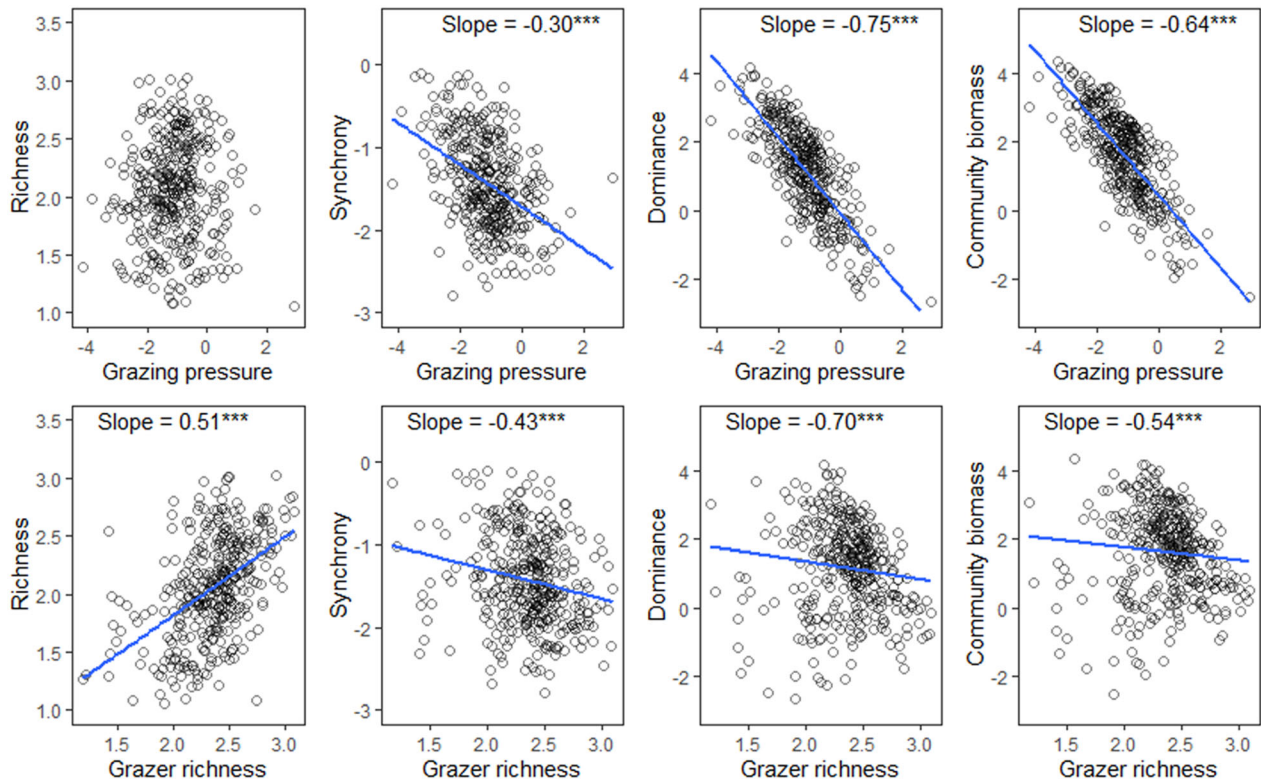 Slope = -0.30***
Slope = -0.75***
Slope = -0.64***
3.5
3.0
2.5
2.0
1.5
1.0
Richness
-4
-2
0
2
Grazing pressure
0
-1
-2
-3
Synchrony
-4
-2
0
2
Grazing pressure
4
2
0
-2
Dominance
-4
-2
0
2
Grazing pressure
4
2
0
-2
Community biomass
-4
-2
0
2
Grazing pressure
Slope = 0.51***
Slope = -0.43***
Slope = -0.70***
Slope = -0.54***
3.5
3.0
2.5
2.0
1.5
1.0
Richness
1.5
2.0
2.5
3.0
Grazer richness
0
-1
-2
-3
Synchrony
1.5
2.0
2.5
3.0
Grazer richness
4
2
0
-2
Dominance
1.5
2.0
2.5
3.0
Grazer richness
4
2
0
-2
Community biomass
1.5
2.0
2.5
3.0
Grazer richness